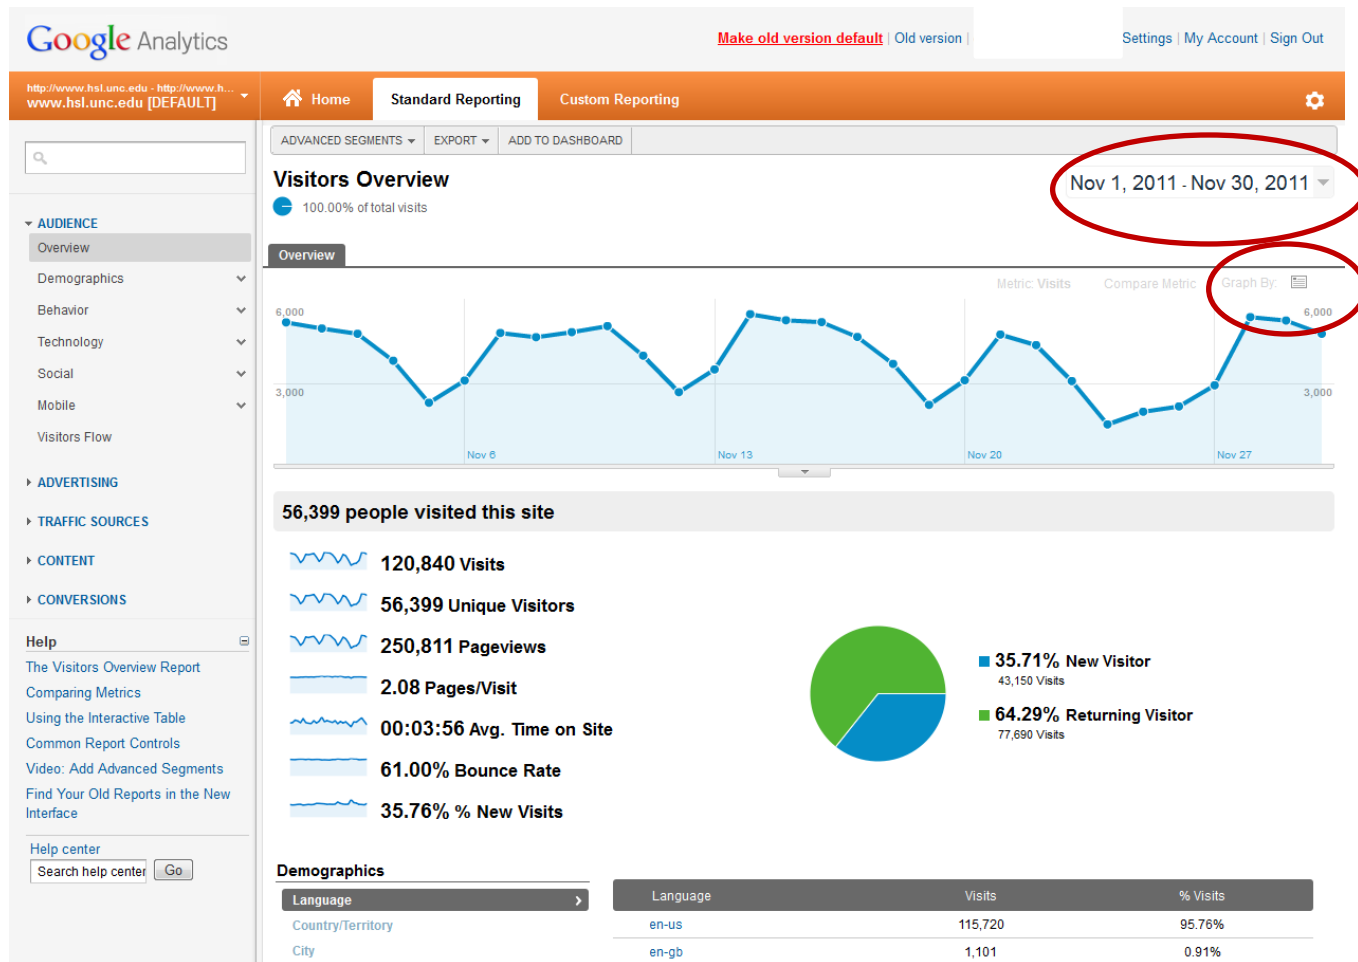 Google Analytics
Make old version default | Old version |
Settings | My Account | Sign Out
http://www.hsl.unc.edu - http://www.h...
www.hsl.unc.edu [DEFAULT]
Home
Standard Reporting
Custom Reporting
ADVANCED SEGMENTS
EXPORT
ADD TO DASHBOARD
Visitors Overview
Nov 1, 2011 - Nov 30, 2011
100.00% of total visits
AUDIENCE
Overview
Demographics
Behavior
Technology
Social
Mobile
Visitors Flow
ADVERTISING
TRAFFIC SOURCES
CONTENT
CONVERSIONS
Help
The Visitors Overview Report
Comparing Metrics
Using the Interactive Table
Common Report Controls
Video: Add Advanced Segments
Find Your Old Reports in the New
Interface
Help center
Search help center
Go
Overview
Metric: Visits
Compare Metric
Graph By:
6,000
6,000
3,000
3,000
Nov 6
Nov 13
Nov 20
Nov 27
56,399 people visited this site
120,840 Visits
56,399 Unique Visitors
250,811 Pageviews
2.08 Pages/Visit
00:03:56 Avg. Time on Site
61.00% Bounce Rate
35.76% % New Visits
35.71% New Visitor
43,150 Visits
64.29% Returning Visitor
77,690 Visits
Demographics
Language
Country/Territory
City
Language Visits % Visits
en-us 115,720 95.76%
en-gb 1,101 0.91%